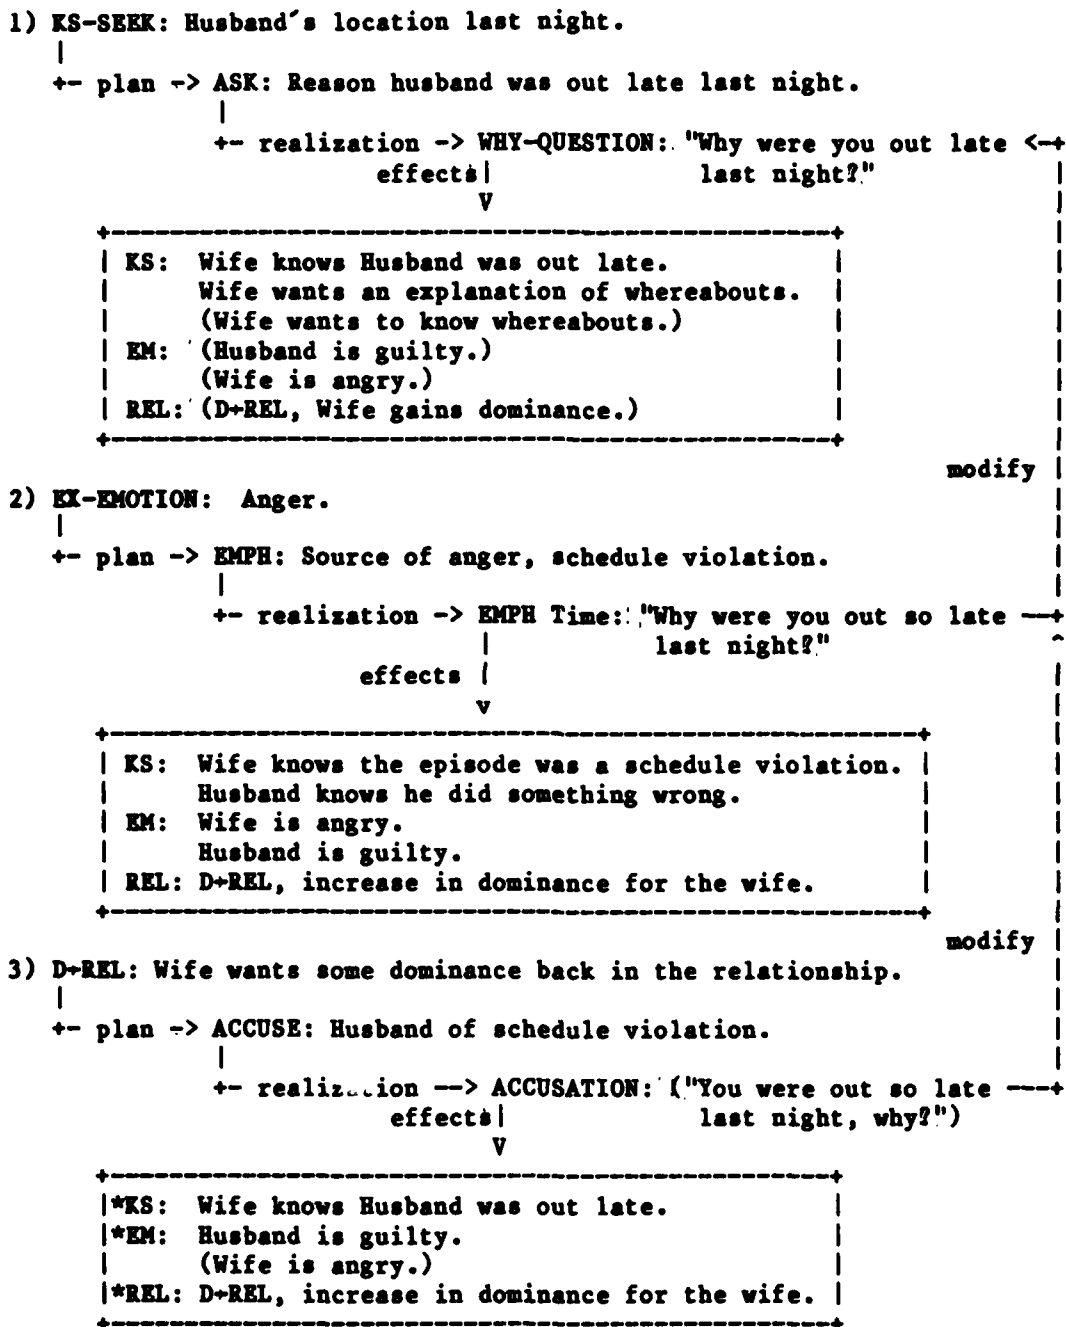 1) KS-SEEK: Husband's location last night.
|
+- plan -> ASK: Reason husband was out late last night.
|
+- realization -> WHY-QUESTION: "Why were you out late <-+
effects| last night?" |
V |
+-----------------------------------------------+ |
| KS: Wife knows Husband was out late. | |
| Wife wants an explanation of whereabouts. | |
| (Wife wants to know whereabouts.) | |
| EM: (Husband is guilty.) | |
| (Wife is angry.) | |
| REL: (D+REL, Wife gains dominance.) | |
+-----------------------------------------------+ |
modify |
2) EX-EMOTION: Anger. |
| |
+- plan -> EMPH: Source of anger, schedule violation. |
| |
+- realization -> EMPH Time: "Why were you out so late --+
| last night?" ^
effects | |
v |
+-----------------------------------------------------+ |
| KS: Wife knows the episode was a schedule violation. | |
| Husband knows he did something wrong. | |
| EM: Wife is angry. | |
| Husband is guilty. | |
| REL: D+REL, increase in dominance for the wife. | |
+-----------------------------------------------------+ |
modify |
3) D+REL: Wife wants some dominance back in the relationship. |
| |
+- plan -> ACCUSE: Husband of schedule violation. |
| |
+- realiz..ion --> ACCUSATION: ("You were out so late ---+
effects| last night, why?")
V
+-----------------------------------------------+
|*KS: Wife knows Husband was out late. |
|*EM: Husband is guilty. |
| (Wife is angry.) |
|*REL: D+REL, increase in dominance for the wife. |
+-----------------------------------------------+